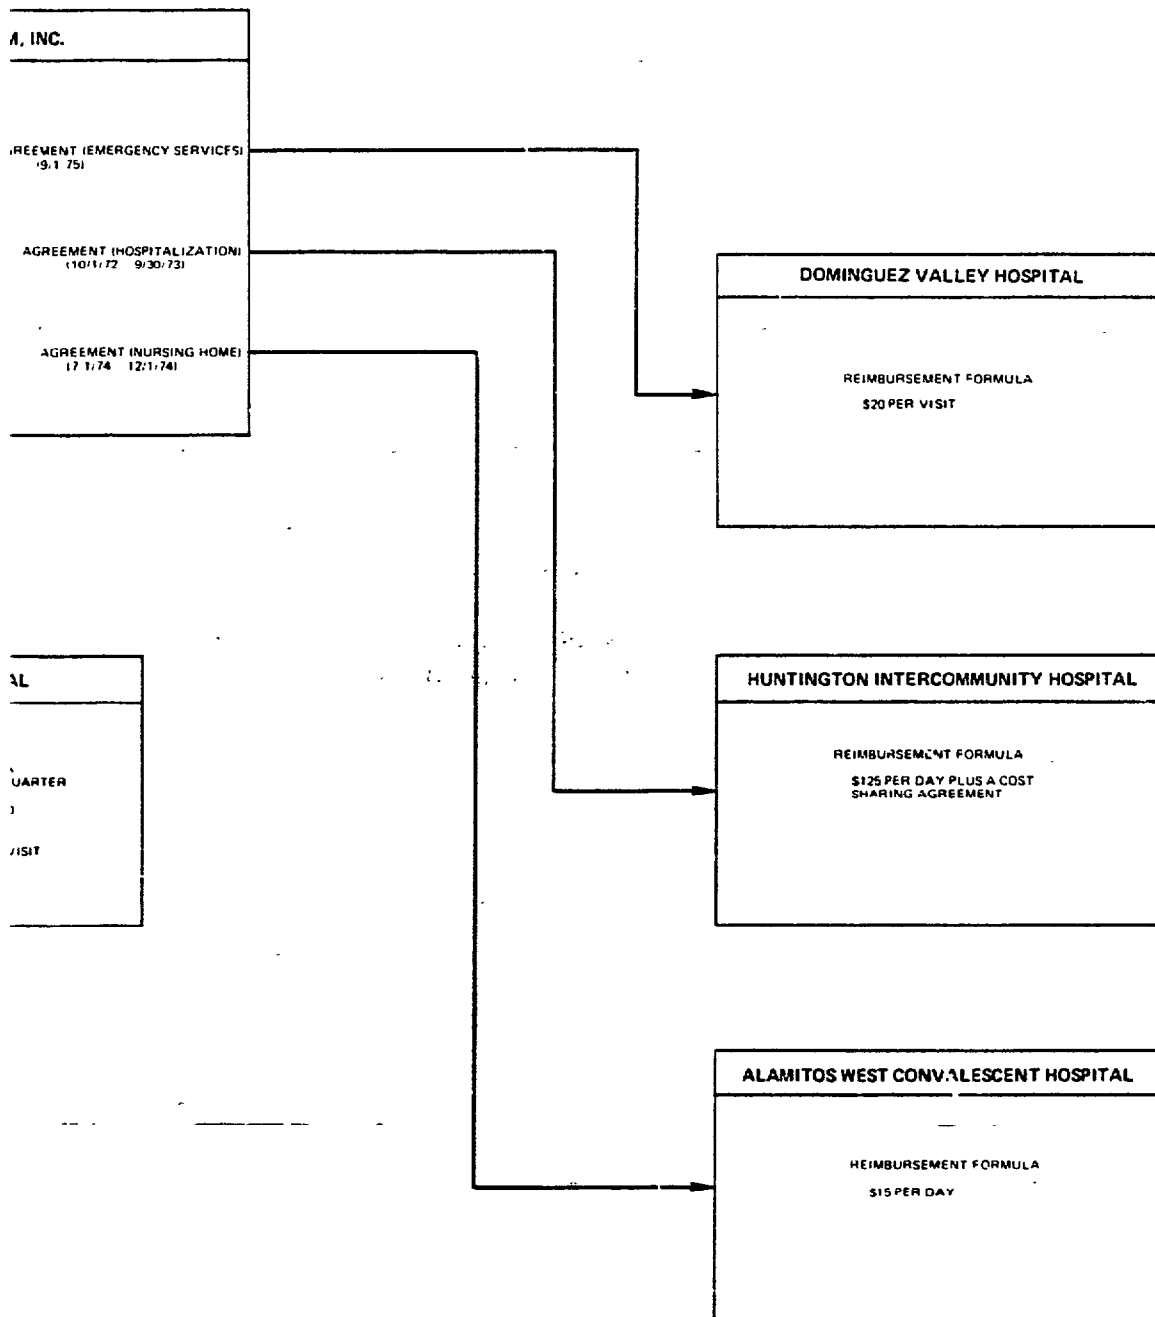 M, INC.
REEMENT (EMERGENCY SERVICES)
(9/1/75)
AGREEMENT (HOSPITALIZATION)
(10/1/72 9/30/73)
AGREEMENT (NURSING HOME)
(7/1/74 12/1/74)
DOMINGUEZ VALLEY HOSPITAL
REIMBURSEMENT FORMULA
$20 PER VISIT
AL
UARTER
VISIT
HUNTINGTON INTERCOMMUNITY HOSPITAL
REIMBURSEMENT FORMULA
$125 PER DAY PLUS A COST
SHARING AGREEMENT
ALAMITOS WEST CONVALESCENT HOSPITAL
REIMBURSEMENT FORMULA
$15 PER DAY